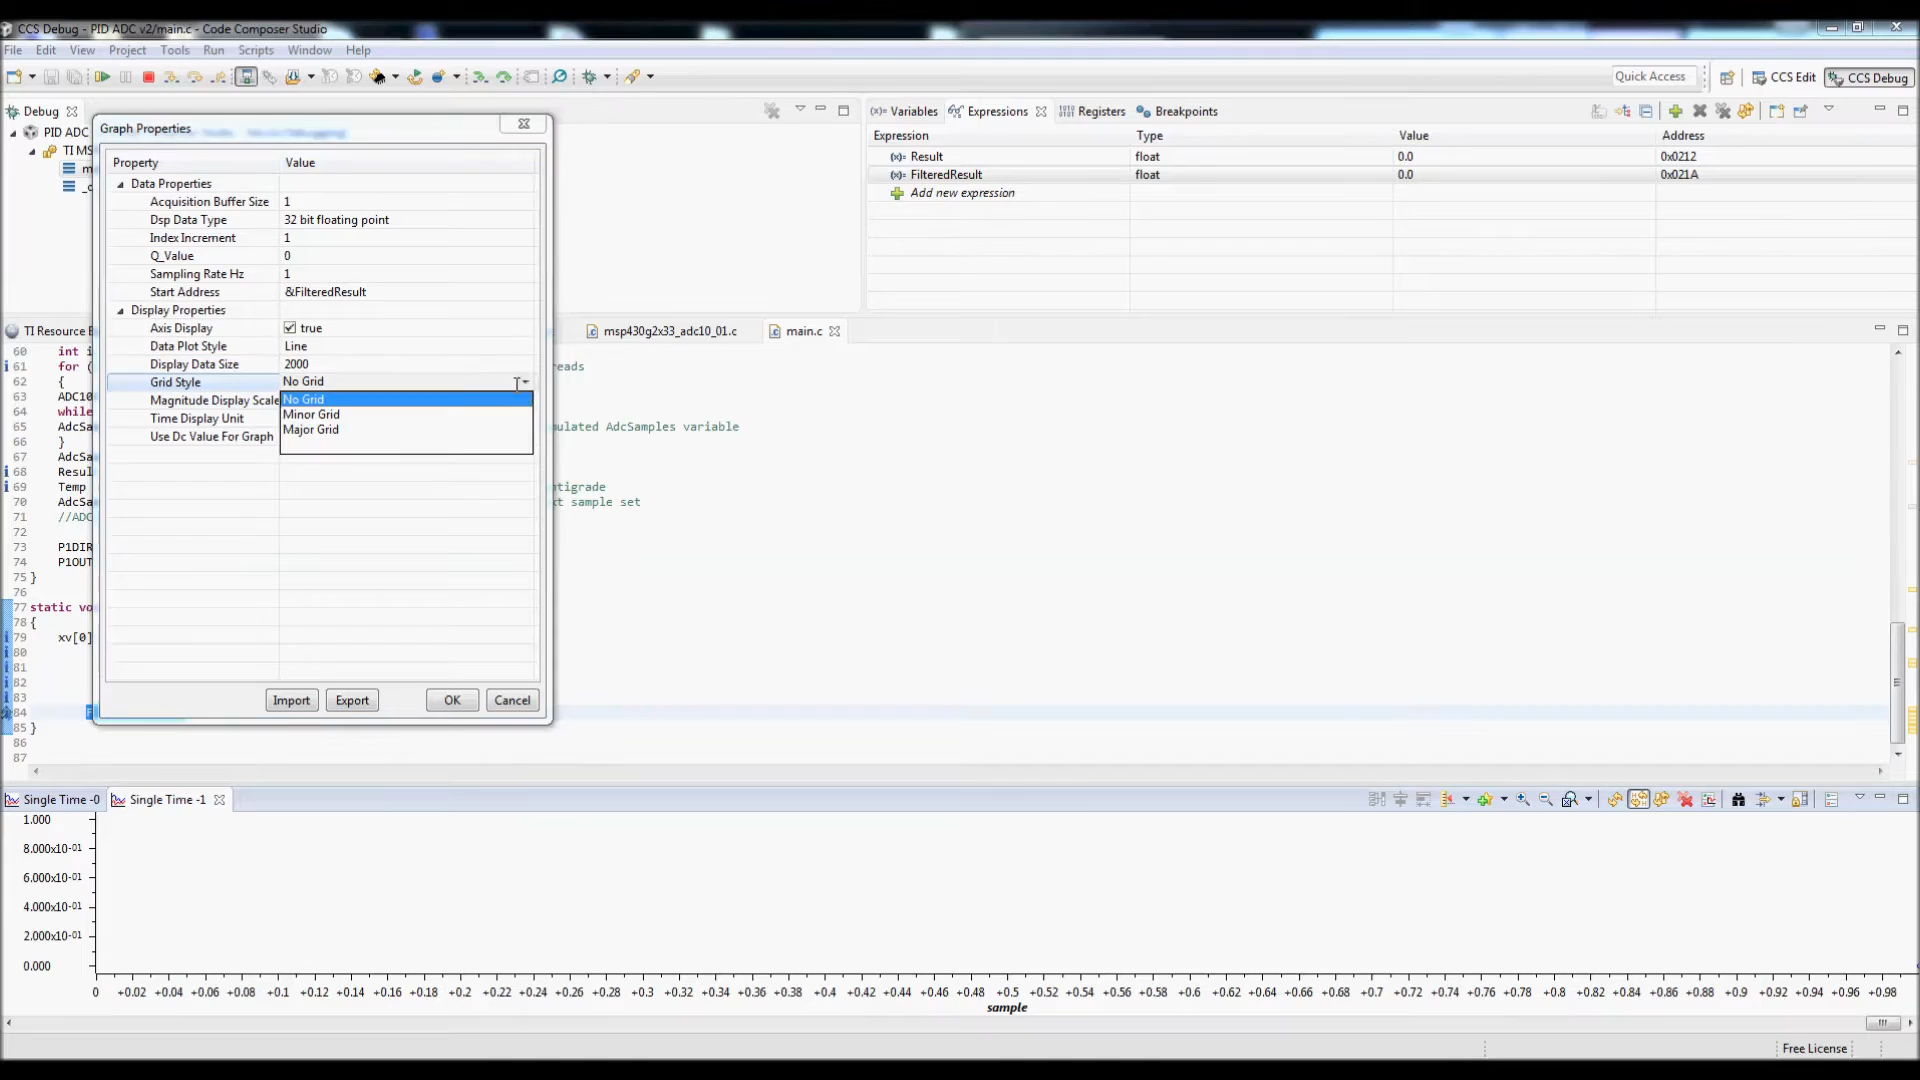 CCS Debug - PID ADC v2/main.c - Code Composer Studio
File Edit View Project Tools Run Scripts Window Help
Quick Access CCS Edit CCS Debug
Debug
PID ADC
TI MS
m
_c
Graph Properties
Property Value
Data Properties
Acquisition Buffer Size 1
Dsp Data Type 32 bit floating point
Index Increment 1
Q_Value 0
Sampling Rate Hz 1
Start Address &FilteredResult
Display Properties
Axis Display true
Data Plot Style Line
Display Data Size 2000
Grid Style No Grid
No Grid
Minor Grid
Major Grid
Magnitude Display Scale
Time Display Unit
Use Dc Value For Graph
Import Export OK Cancel
(x)= Variables Expressions Registers Breakpoints
Expression Type Value Address
(x)= Result float 0.0 0x0212
(x)= FilteredResult float 0.0 0x021A
Add new expression
TI Resource E msp430g2x33_adc10_01.c main.c
60 int i
61 for ( eads
62 {
63 ADC10
64 while
65 AdcSa ulated AdcSamples variable
66 }
67 AdcSa
68 Resul
69 Temp ntigrade
70 AdcSa xt sample set
71 //ADC
72
73 P1DIR
74 P1OUT
75 }
76
77 static vo
78 {
79 xv[0]
80
81
82
83
84
85 }
86
87
Single Time -0 Single Time -1
1.000
8.000x10-01
6.000x10-01
4.000x10-01
2.000x10-01
0.000
0 +0.02 +0.04 +0.06 +0.08 +0.1 +0.12 +0.14 +0.16 +0.18 +0.2 +0.22 +0.24 +0.26 +0.28 +0.3 +0.32 +0.34 +0.36 +0.38 +0.4 +0.42 +0.44 +0.46 +0.48 +0.5 +0.52 +0.54 +0.56 +0.58 +0.6 +0.62 +0.64 +0.66 +0.68 +0.7 +0.72 +0.74 +0.76 +0.78 +0.8 +0.82 +0.84 +0.86 +0.88 +0.9 +0.92 +0.94 +0.96 +0.98
sample
Free License